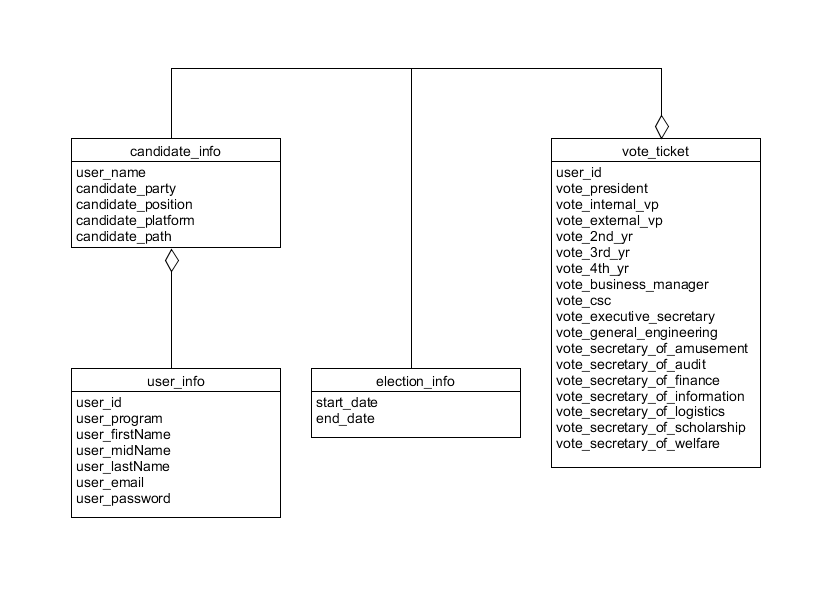 candidate_info
user_name
candidate_party
candidate_position
candidate_platform
candidate_path
vote_ticket
user_id
vote_president
vote_internal_vp
vote_external_vp
vote_2nd_yr
vote_3rd_yr
vote_4th_yr
vote_business_manager
vote_csc
vote_executive_secretary
vote_general_engineering
vote_secretary_of_amusement
vote_secretary_of_audit
vote_secretary_of_finance
vote_secretary_of_information
vote_secretary_of_logistics
vote_secretary_of_scholarship
vote_secretary_of_welfare
user_info
user_id
user_program
user_firstName
user_midName
user_lastName
user_email
user_password
election_info
start_date
end_date